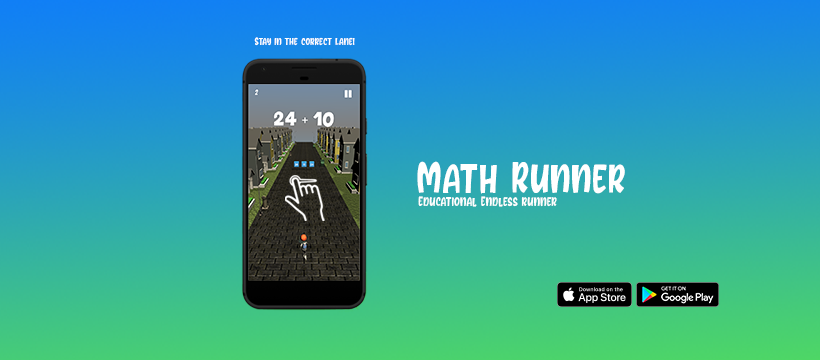 Stay in the correct lane!
2
24 + 10
Math Runner
Educational Endless Runner
Download on the
App Store
GET IT ON
Google Play